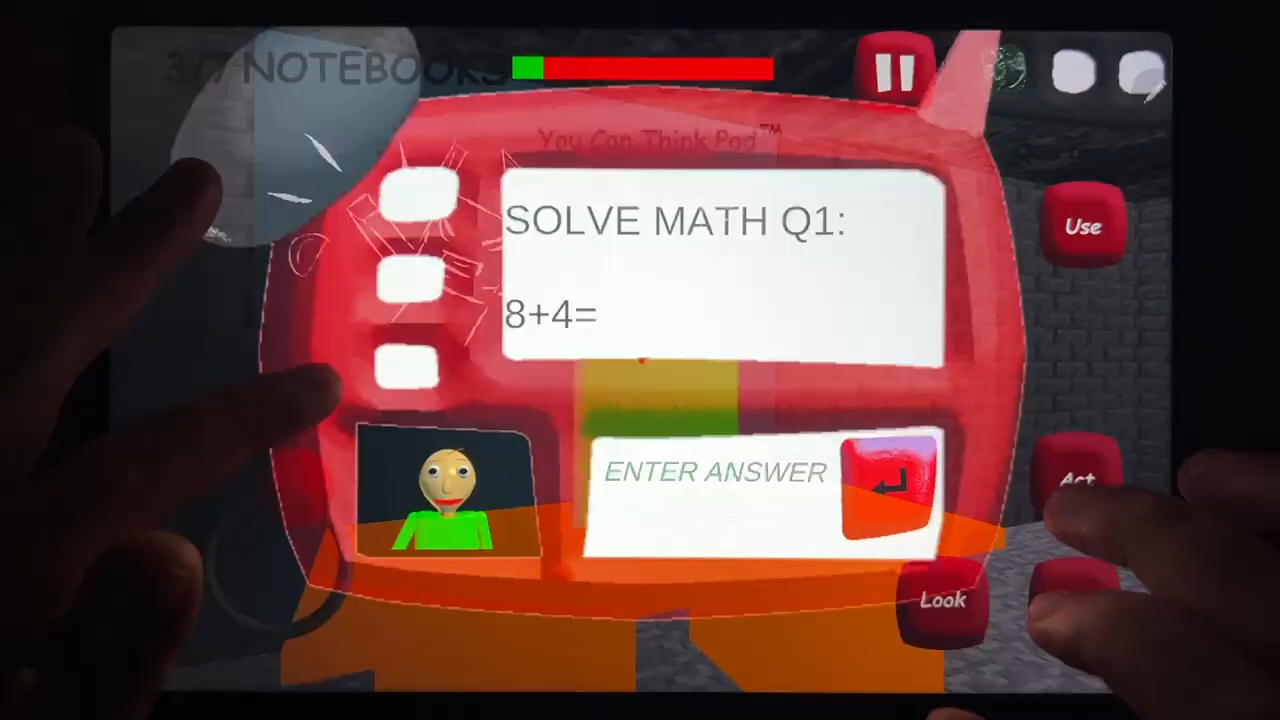 3/7 NOTEBOOKS
You Can Think Pad™
SOLVE MATH Q1:
8+4=
ENTER ANSWER
Use
Act
Look